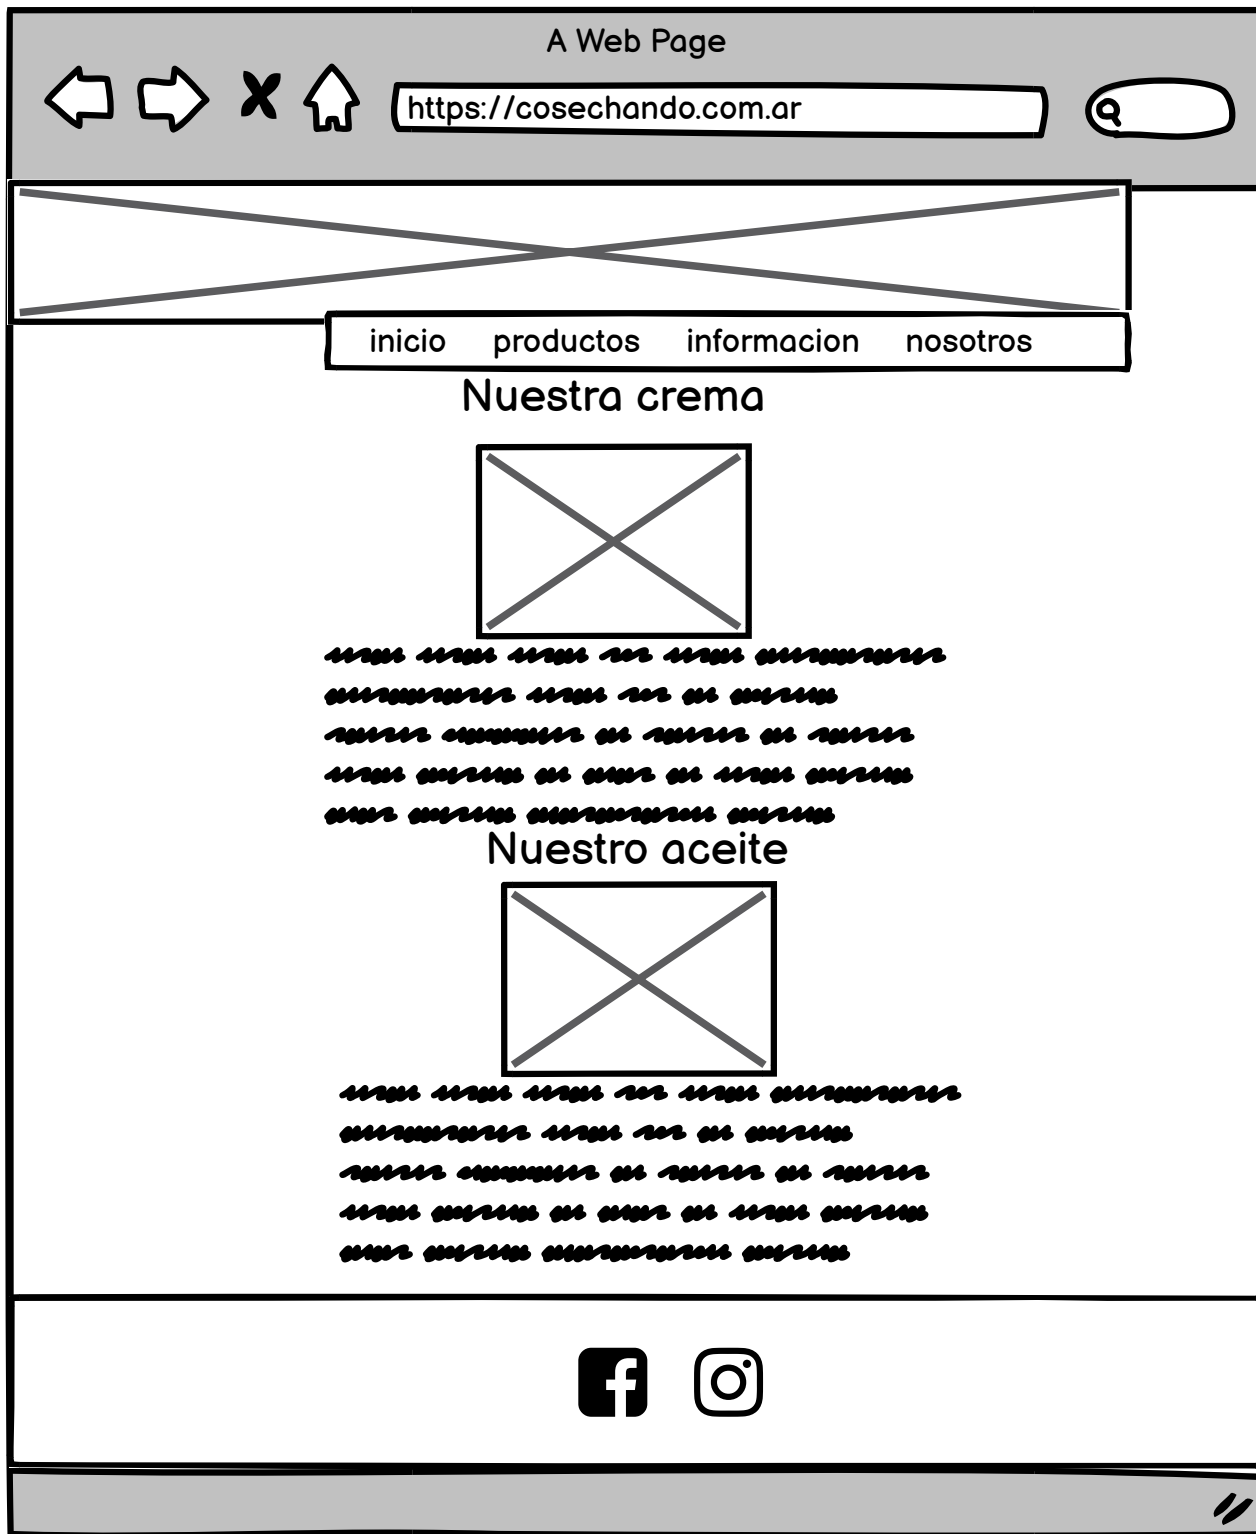 A Web Page
https://cosechando.com.ar
inicio productos informacion nosotros
Nuestra crema
Nuestro aceite